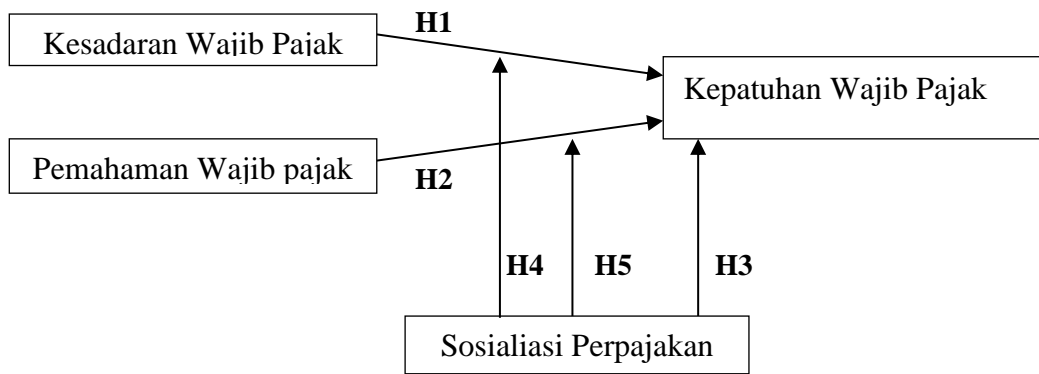 H1
Kesadaran Wajib Pajak
Kepatuhan Wajib Pajak
Pemahaman Wajib pajak
H2
H4
H5
H3
Sosialiasi Perpajakan